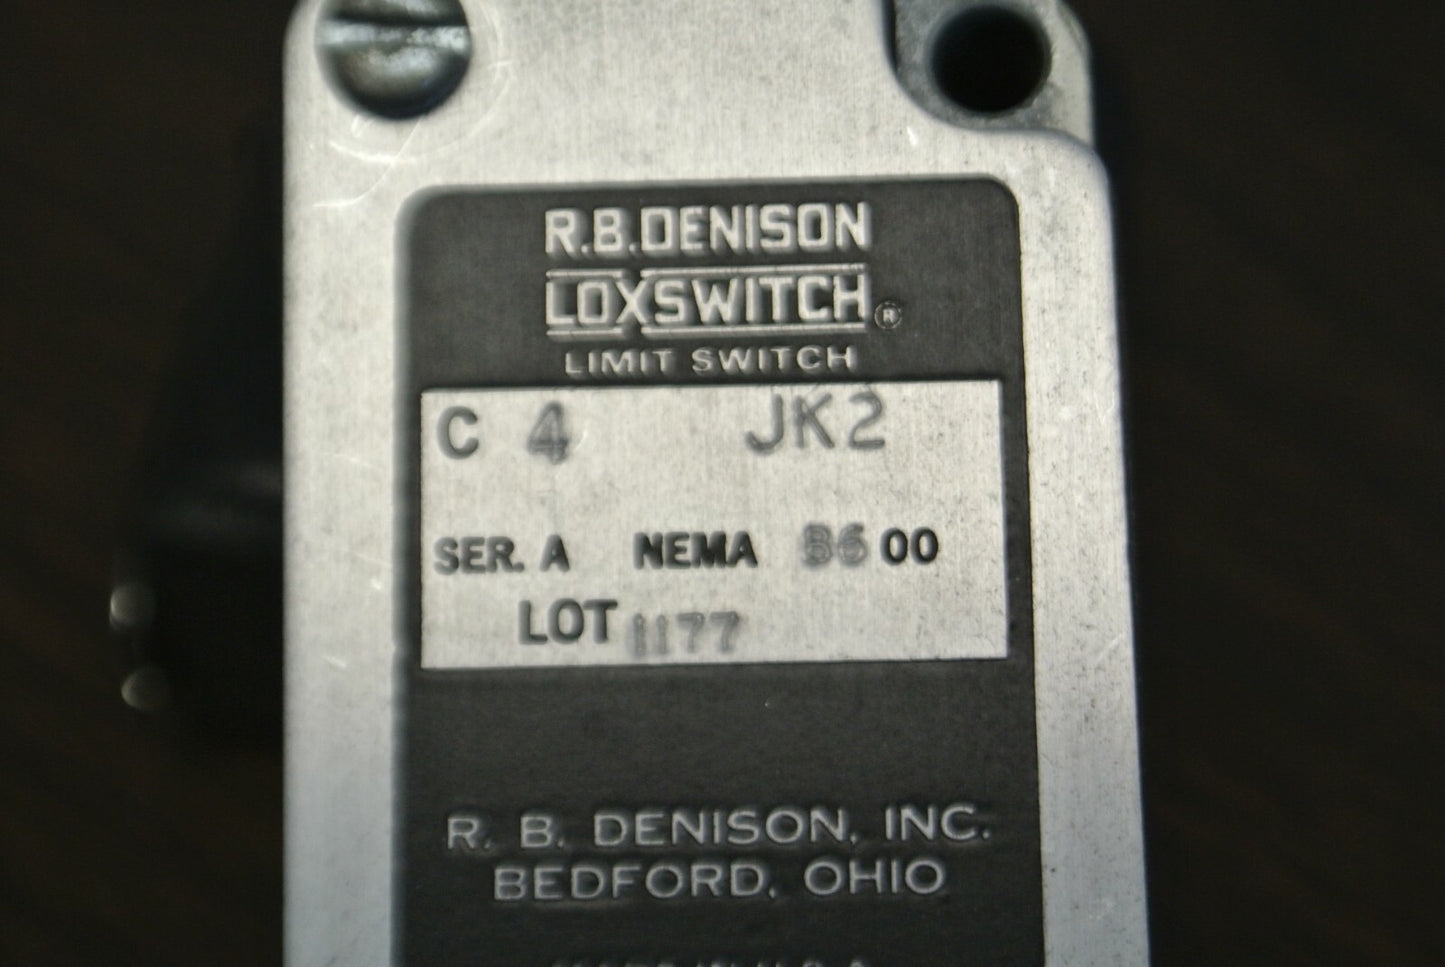 R.B.DENISON
LOXSWITCH®
LIMIT SWITCH
C 4 JK2
SER. A NEMA B600
LOT 1177
R. B. DENISON, INC.
BEDFORD, OHIO